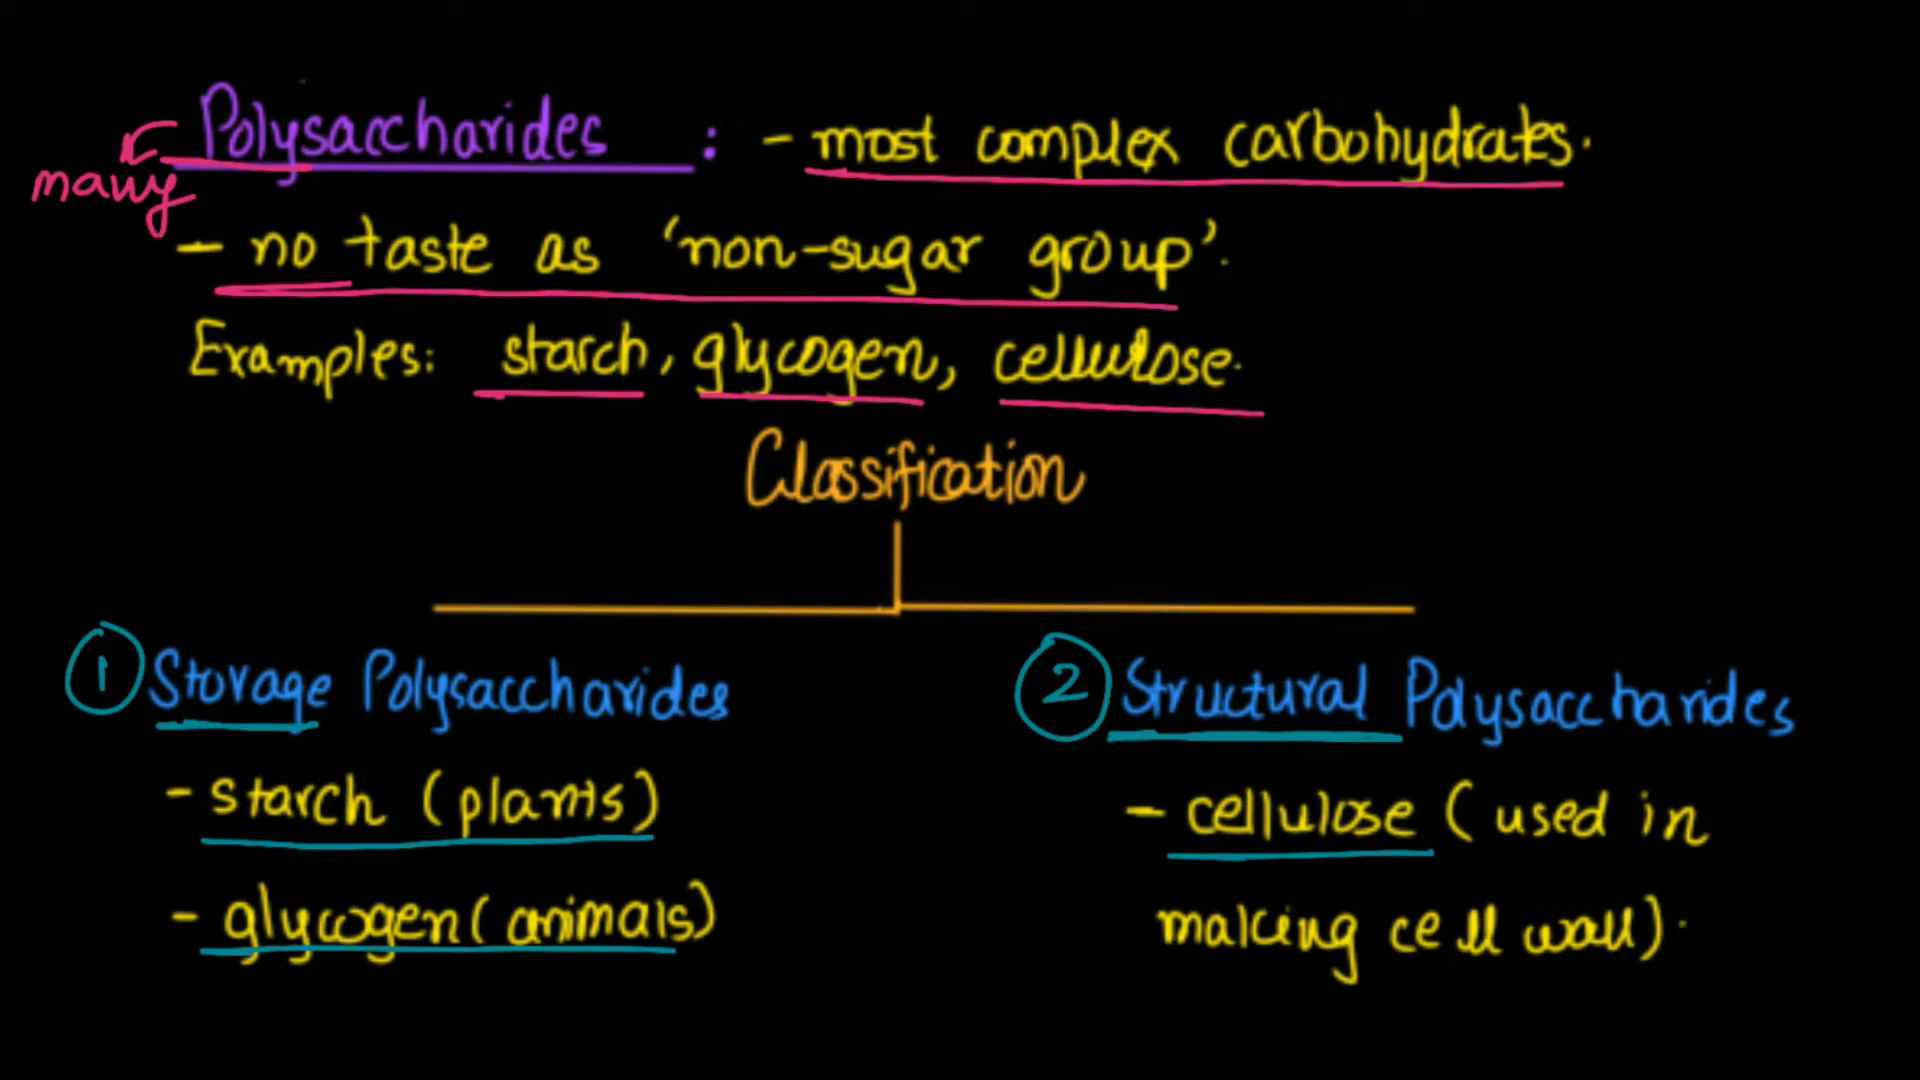 Polysaccharides : - most complex carbohydrates.
many
- no taste as 'non-sugar group'.
Examples: starch, glycogen, cellulose.
Classification
1 Storage Polysaccharides
- starch (plants)
- glycogen (animals)
2 Structural Polysaccharides
- cellulose (used in
making cell wall).